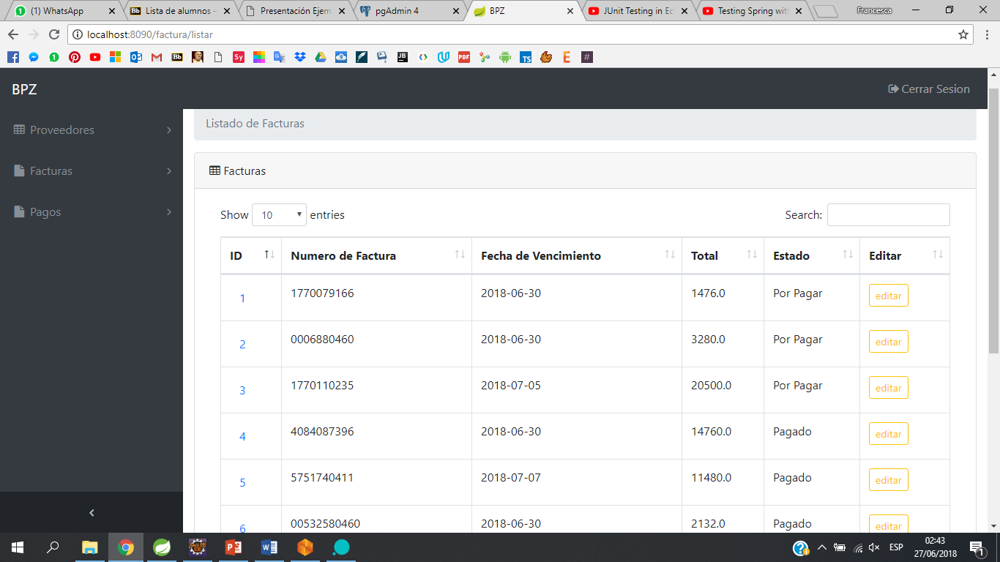 (1) WhatsApp
Lista de alumnos –
Presentación Ejem
pgAdmin 4
BPZ
JUnit Testing in Ec
Testing Spring with
Francesca
localhost:8090/factura/listar
BPZ
Cerrar Sesion
Proveedores
Facturas
Pagos
Listado de Facturas
Facturas
Show 10 entries
Search:
ID Numero de Factura Fecha de Vencimiento Total Estado Editar
1 1770079166 2018-06-30 1476.0 Por Pagar editar
2 0006880460 2018-06-30 3280.0 Por Pagar editar
3 1770110235 2018-07-05 20500.0 Por Pagar editar
4 4084087396 2018-06-30 14760.0 Pagado editar
5 5751740411 2018-07-07 11480.0 Pagado editar
6 00532580460 2018-06-30 2132.0 Pagado editar
ESP
02:43
27/06/2018